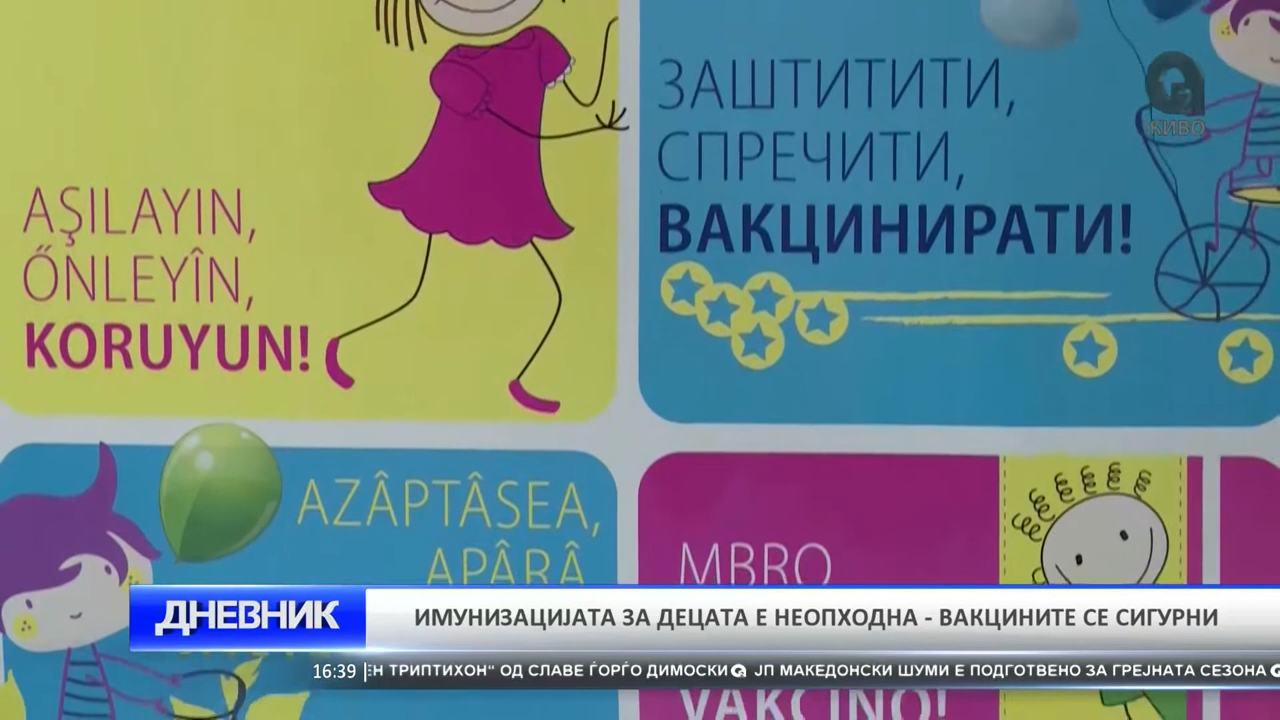 AŞILAYIN,
ŐNLEYÎN,
KORUYUN!
ЗАШТИТИТИ,
СПРЕЧИТИ,
ВАКЦИНИРАТИ!
КИВО
AZÂPTÂSEA,
APÂRÂ
MBRO
VAKCINO!
ДНЕВНИК
ИМУНИЗАЦИЈАТА ЗА ДЕЦАТА Е НЕОПХОДНА - ВАКЦИНИТЕ СЕ СИГУРНИ
16:39
ЕН ТРИПТИХОН“ ОД СЛАВЕ ЃОРЃО ДИМОСКИ ЈП МАКЕДОНСКИ ШУМИ Е ПОДГОТВЕНО ЗА ГРЕЈНАТА СЕЗОНА